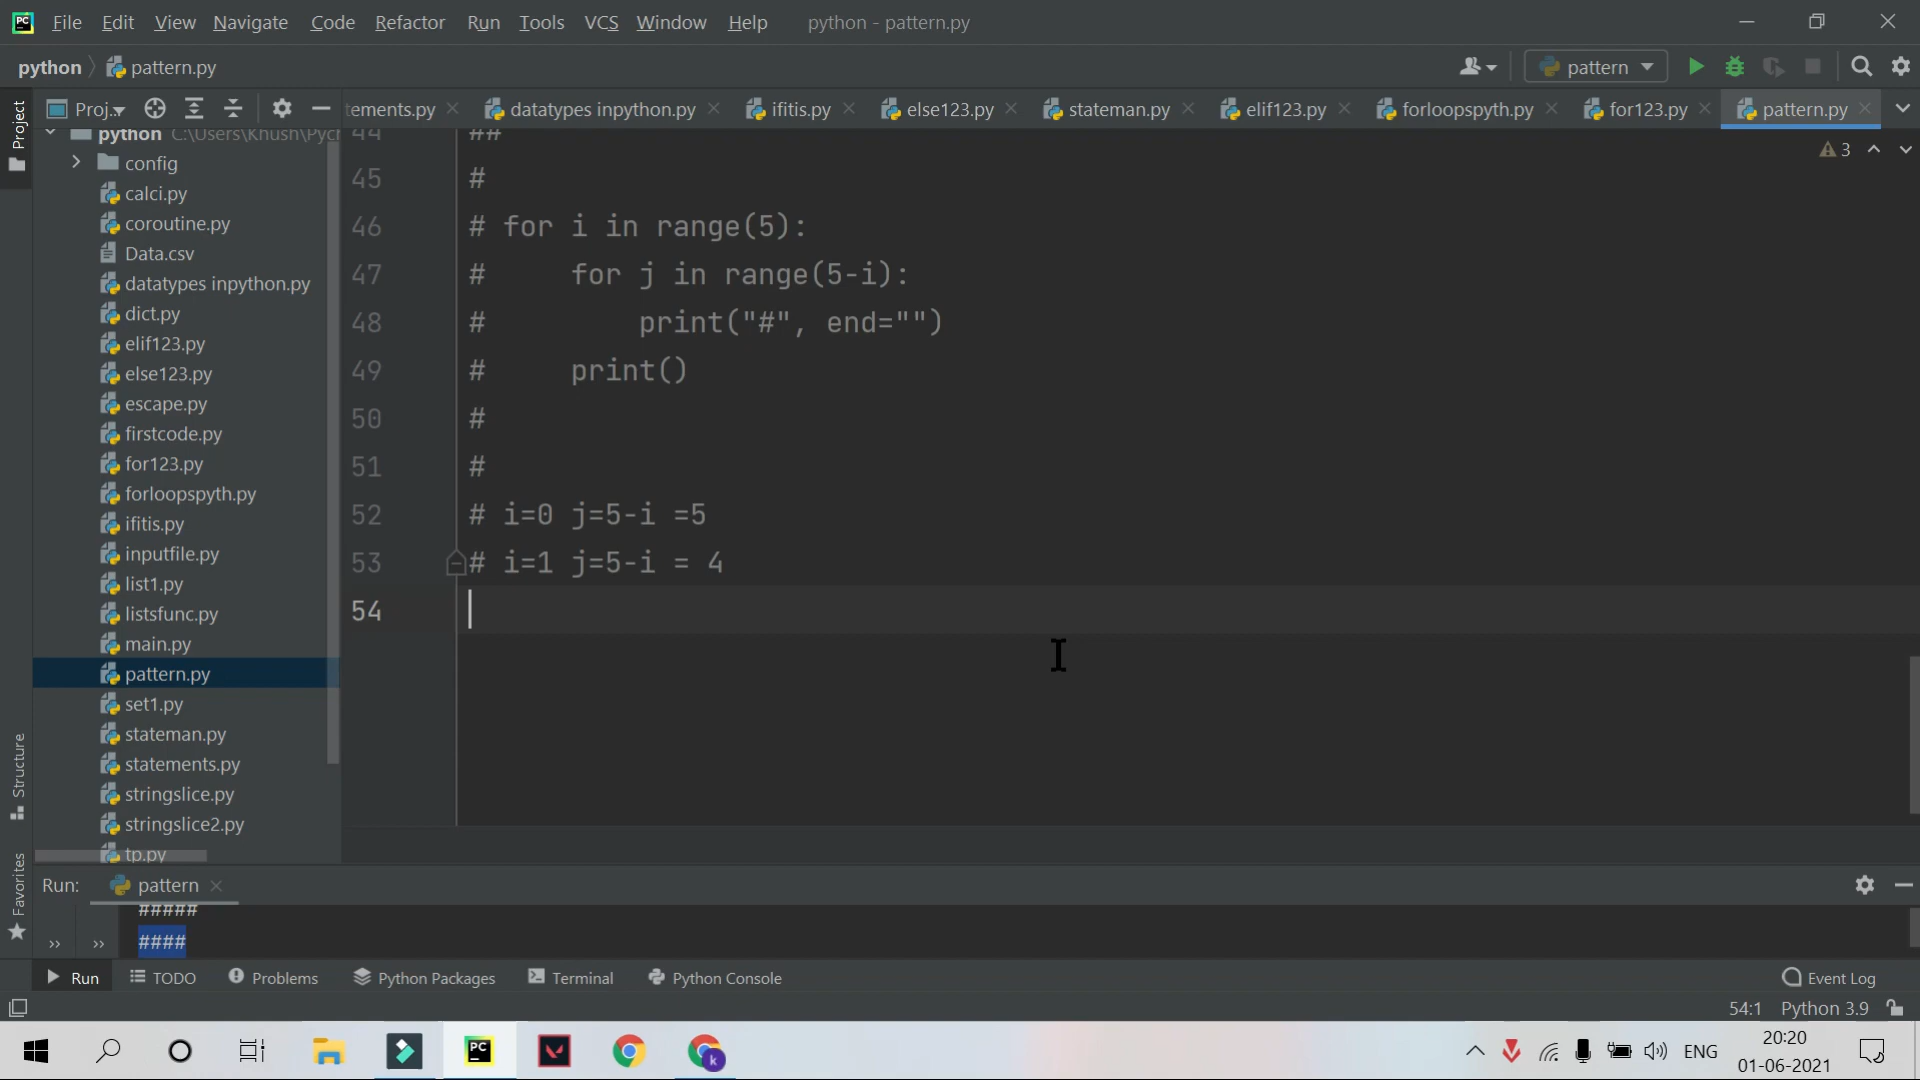 File Edit View Navigate Code Refactor Run Tools VCS Window Help python - pattern.py
python pattern.py pattern
Project
Proj... tements.py datatypes inpython.py ifitis.py else123.py stateman.py elif123.py forloopspyth.py for123.py pattern.py
python C:\Users\Khush\Pycr
config
calci.py
coroutine.py
Data.csv
datatypes inpython.py
dict.py
elif123.py
else123.py
escape.py
firstcode.py
for123.py
forloopspyth.py
ifitis.py
inputfile.py
list1.py
listsfunc.py
main.py
pattern.py
set1.py
stateman.py
statements.py
stringslice.py
stringslice2.py
tp.py
3
44 ##
45 #
46 # for i in range(5):
47 #     for j in range(5-i):
48 #         print("#", end="")
49 #     print()
50 #
51 #
52 # i=0 j=5-i =5
53 # i=1 j=5-i = 4
54
Structure
Favorites
Run: pattern
#####
####
Run TODO Problems Python Packages Terminal Python Console Event Log
54:1 Python 3.9
PC k ENG 20:20
01-06-2021